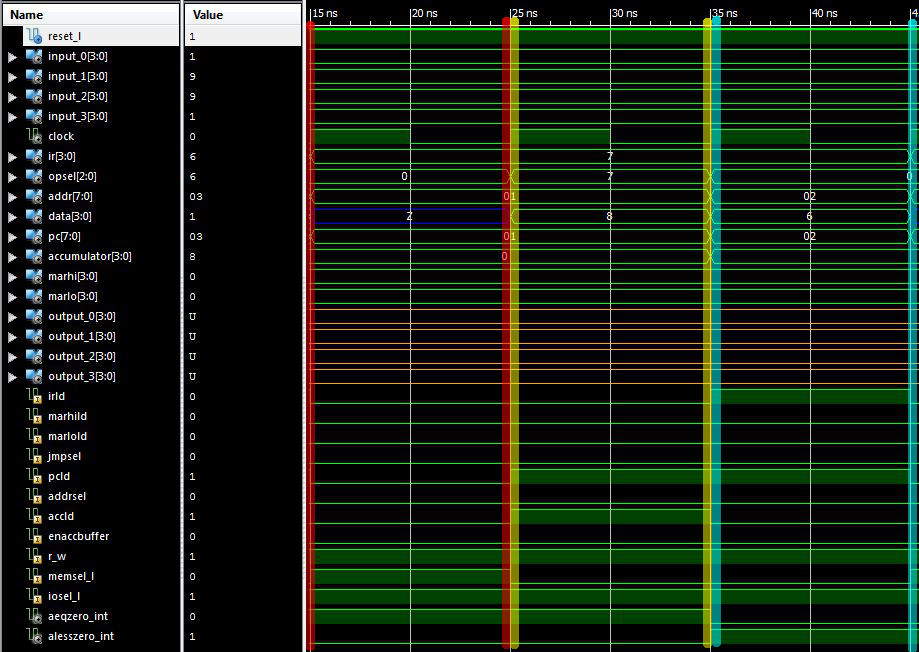 Name Value 15 ns 20 ns 25 ns 30 ns 35 ns 40 ns 4
reset_l 1
input_0[3:0] 1
input_1[3:0] 9
input_2[3:0] 9
input_3[3:0] 1
clock 0
ir[3:0] 6 7
opsel[2:0] 6 0 7 0
addr[7:0] 03 01 02
data[3:0] 1 Z 8 6
pc[7:0] 03 01 02
accumulator[3:0] 8 0
marhi[3:0] 0
marlo[3:0] 0
output_0[3:0] U
output_1[3:0] U
output_2[3:0] U
output_3[3:0] U
irld 0
marhild 0
marlold 0
jmpsel 0
pcld 1
addrsel 0
accld 1
enaccbuffer 0
r_w 1
memsel_l 0
iosel_l 1
aeqzero_int 0
alesszero_int 1